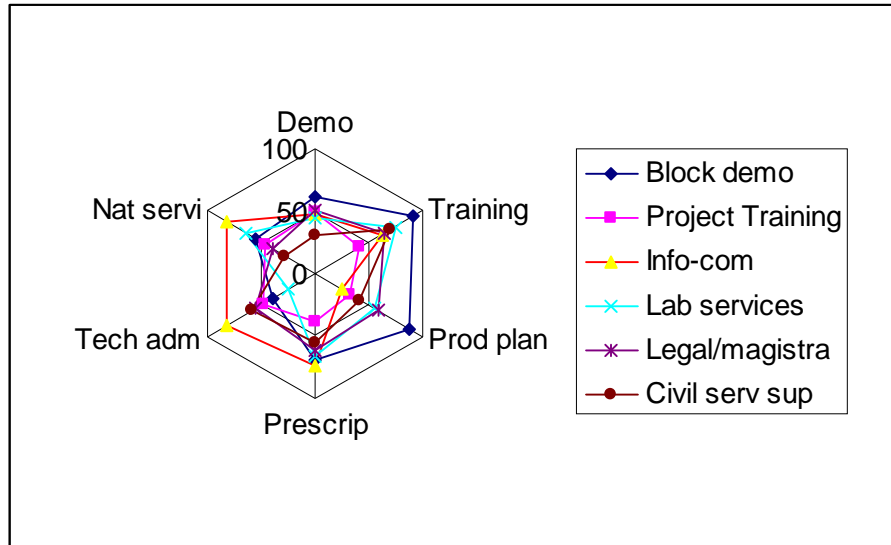 Demo
100
Training
50
Nat servi
0
Tech adm
Prod plan
Prescrip
Block demo
Project Training
Info-com
Lab services
Legal/magistra
Civil serv sup